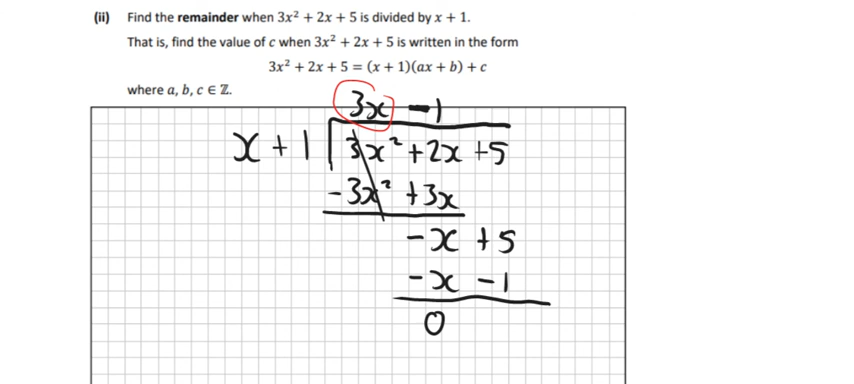 (ii) Find the remainder when 3x² + 2x + 5 is divided by x + 1.
That is, find the value of c when 3x² + 2x + 5 is written in the form
3x² + 2x + 5 = (x + 1)(ax + b) + c
where a, b, c ∈ ℤ.
3x - 1
x + 1 3x² + 2x + 5
- 3x² + 3x
- x + 5
- x - 1
0